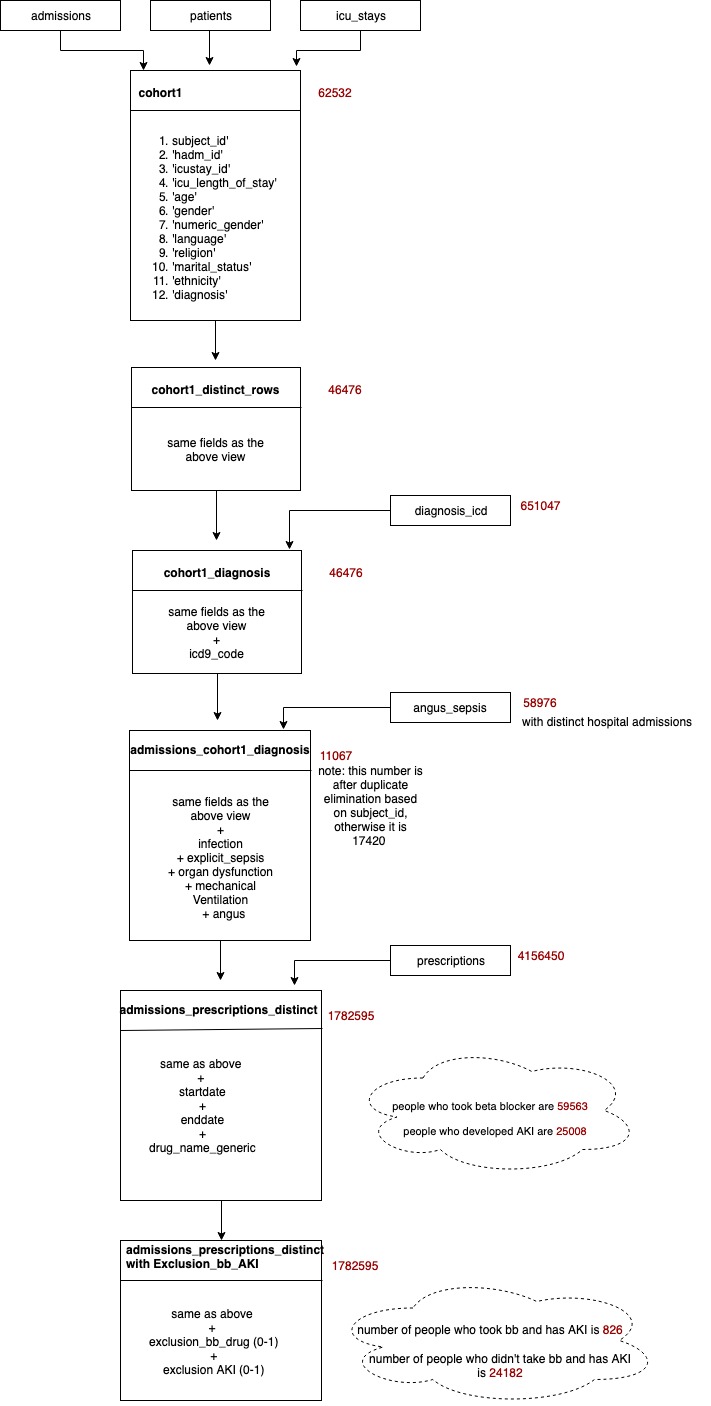 admissions
patients
icu_stays
cohort1
62532
1. subject_id'
2. 'hadm_id'
3. 'icustay_id'
4. 'icu_length_of_stay'
5. 'age'
6. 'gender'
7. 'numeric_gender'
8. 'language'
9. 'religion'
10. 'marital_status'
11. 'ethnicity'
12. 'diagnosis'
cohort1_distinct_rows
46476
same fields as the
above view
diagnosis_icd
651047
cohort1_diagnosis
46476
same fields as the
above view
+
icd9_code
angus_sepsis
58976
with distinct hospital admissions
admissions_cohort1_diagnosis
11067
note: this number is
after duplicate
elimination based
on subject_id,
otherwise it is
17420
same fields as the
above view
+
infection
+ explicit_sepsis
+ organ dysfunction
+ mechanical
Ventilation
+ angus
prescriptions
4156450
admissions_prescriptions_distinct
1782595
same as above
+
startdate
+
enddate
+
drug_name_generic
people who took beta blocker are 59563
people who developed AKI are 25008
admissions_prescriptions_distinct
with Exclusion_bb_AKI
1782595
same as above
+
exclusion_bb_drug (0-1)
+
exclusion AKI (0-1)
number of people who took bb and has AKI is 826
number of people who didn't take bb and has AKI
is 24182